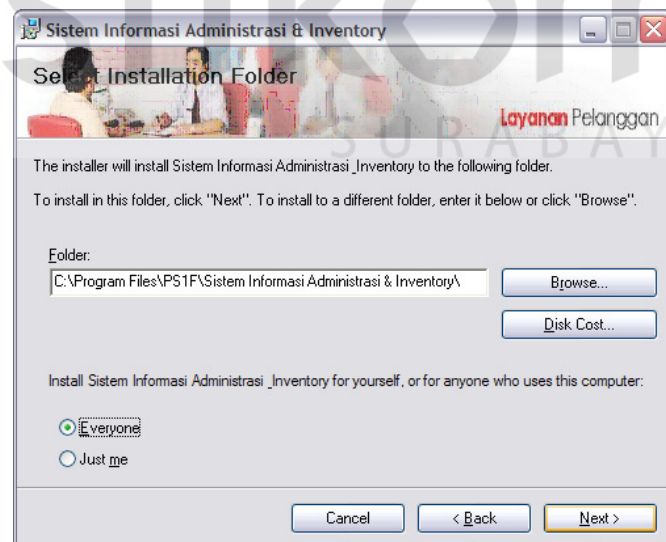 Sistem Informasi Administrasi & Inventory
Select Installation Folder
Layanan Pelanggan
SURABAYA
The installer will install Sistem Informasi Administrasi _Inventory to the following folder.
To install in this folder, click "Next". To install to a different folder, enter it below or click "Browse".
Folder:
C:\Program Files\PS1F\Sistem Informasi Administrasi & Inventory\
Browse...
Disk Cost...
Install Sistem Informasi Administrasi _Inventory for yourself, or for anyone who uses this computer:
Everyone
Just me
Cancel
< Back
Next >